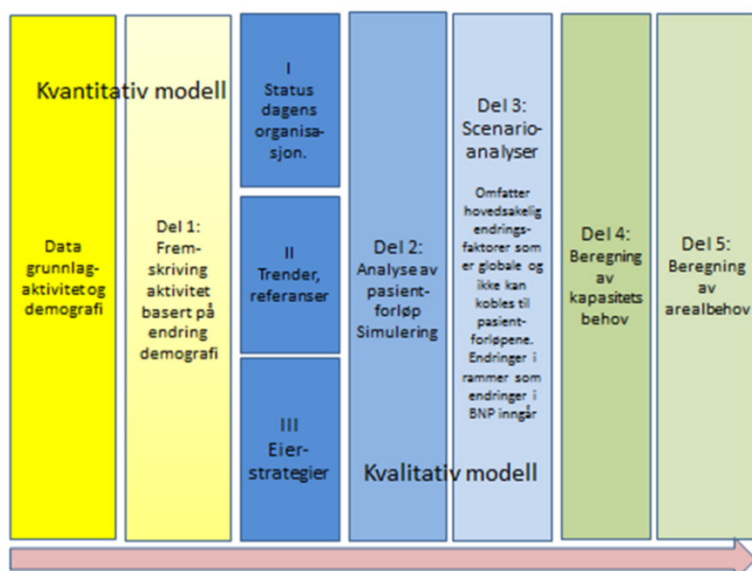 Kvantitativ modell
Data
grunnlag-
aktivitet og
demografi
Del 1:
Frem-
skriving
aktivitet
basert på
endring
demografi
I
Status
dagens
organisa-
sjon.
II
Trender,
referanser
III
Eier-
strategier
Del 2:
Analyse av
pasient-
forløp
Simulering
Del 3:
Scenario-
analyser
Omfatter
hovedsakelig
endrings-
faktorer som
er globale og
ikke kan
kobles til
pasient-
forløpene.
Endringer i
rammer som
endringer i
BNP inngår
Kvalitativ modell
Del 4:
Beregning
av
kapasitets
behov
Del 5:
Beregning
av
arealbehov